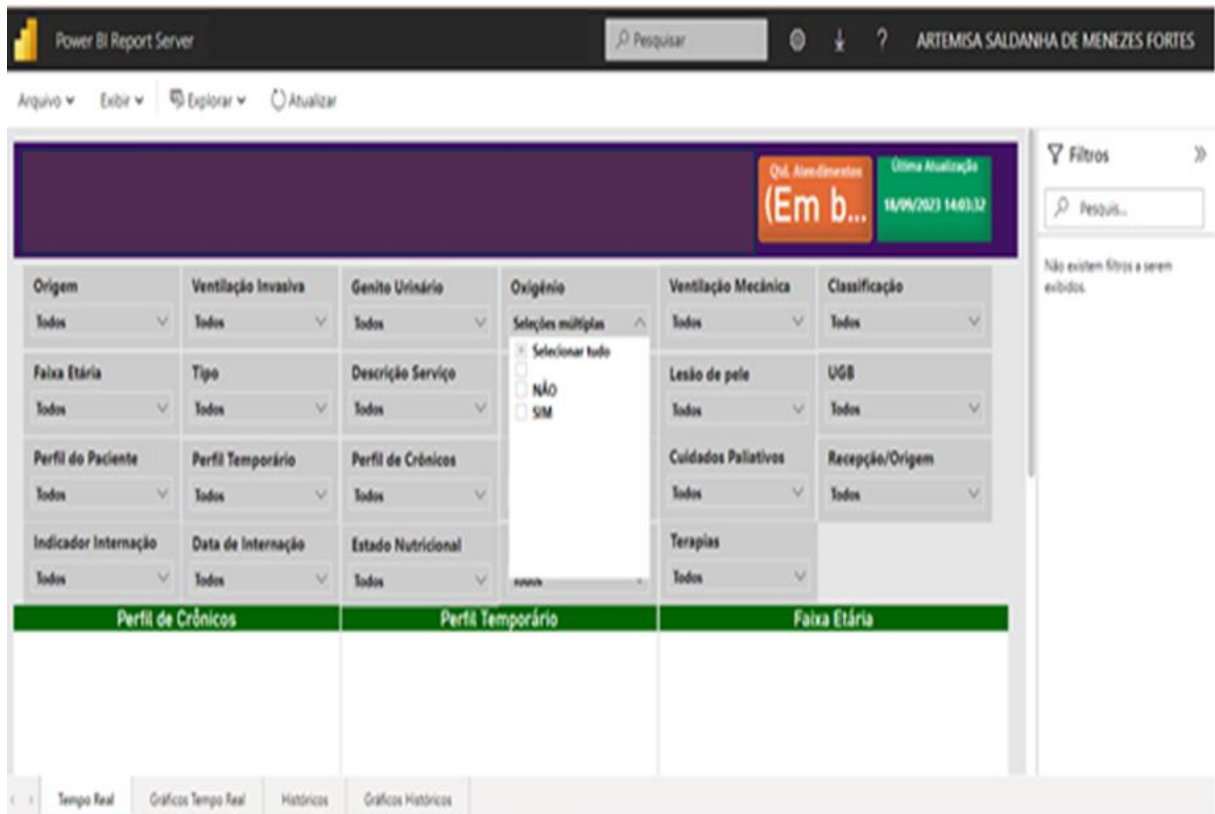 Power BI Report Server
Pesquisar
?
ARTEMISA SALDANHA DE MENEZES FORTES
Arquivo
Exibir
Explorar
Atualizar
Qtd. Atendimentos
(Em b...
Última Atualização
18/09/2023 14:03:32
Filtros
Pesquis...
Não existem filtros a serem
exibidos.
Origem
Todos
Ventilação Invasiva
Todos
Genito Urinário
Todos
Oxigênio
Seleções múltiplas
Selecionar tudo
NÃO
SIM
Ventilação Mecânica
Todos
Classificação
Todos
Faixa Etária
Todos
Tipo
Todos
Descrição Serviço
Todos
Lesão de pele
Todos
UGB
Todos
Perfil do Paciente
Todos
Perfil Temporário
Todos
Perfil de Crônicos
Todos
Cuidados Paliativos
Todos
Recepção/Origem
Todos
Indicador Internação
Todos
Data de Internação
Todos
Estado Nutricional
Todos
Terapias
Todos
Perfil de Crônicos
Perfil Temporário
Faixa Etária
Tempo Real
Gráficos Tempo Real
Históricos
Gráficos Históricos